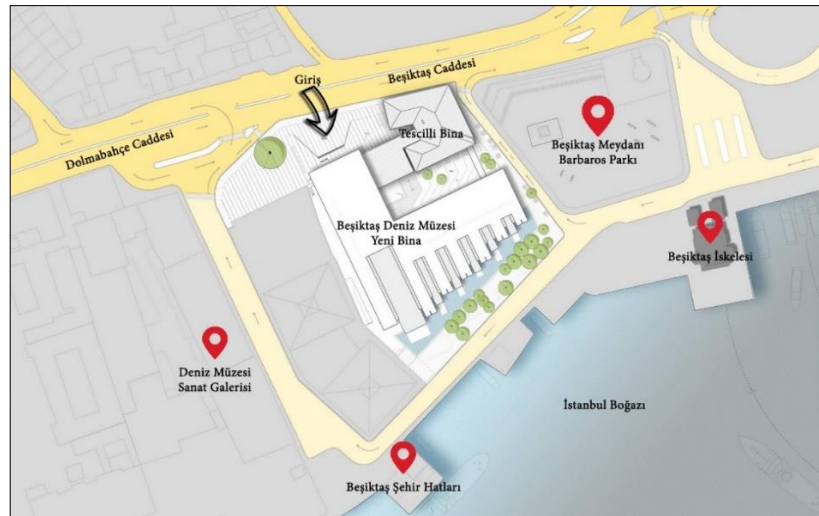 Beşiktaş Caddesi
Giriş
Dolmabahçe Caddesi
Tescilli Bina
Beşiktaş Meydanı
Barbaros Parkı
Beşiktaş Deniz Müzesi
Yeni Bina
Beşiktaş İskelesi
Deniz Müzesi
Sanat Galerisi
İstanbul Boğazı
Beşiktaş Şehir Hatları